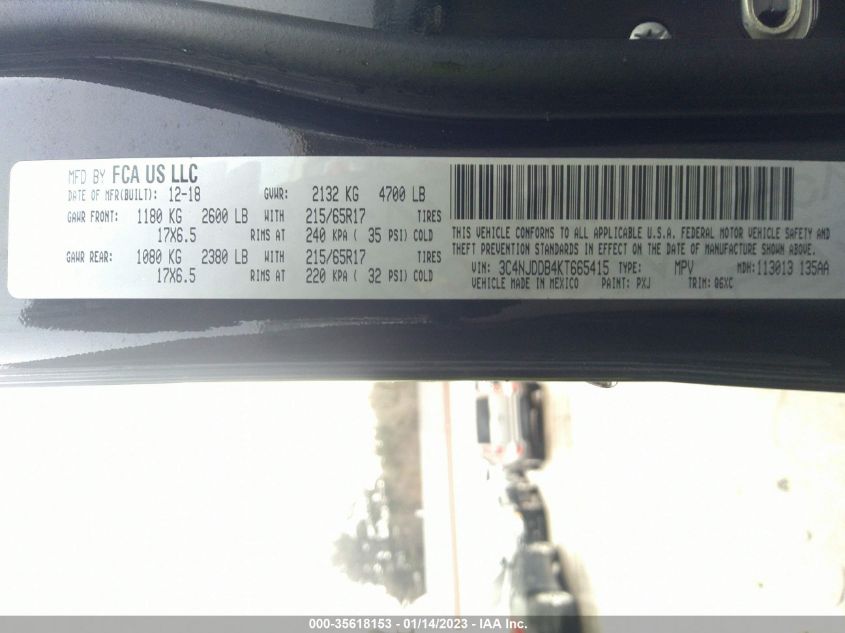 MFD BY FCA US LLC
DATE OF MFR(BUILT): 12-18 GVWR: 2132 KG 4700 LB
GAWR FRONT: 1180 KG 2600 LB WITH 215/65R17 TIRES
17X6.5 RIMS AT 240 KPA ( 35 PSI) COLD
GAWR REAR: 1080 KG 2380 LB WITH 215/65R17 TIRES
17X6.5 RIMS AT 220 KPA ( 32 PSI) COLD
THIS VEHICLE CONFORMS TO ALL APPLICABLE U.S.A. FEDERAL MOTOR VEHICLE SAFETY AND
THEFT PREVENTION STANDARDS IN EFFECT ON THE DATE OF MANUFACTURE SHOWN ABOVE.
VIN: 3C4NJDDB4KT665415 TYPE: MPV MDH: 113013 135AA
VEHICLE MADE IN MEXICO PAINT: PXJ TRIM: Q6XC
000-35618153 - 01/14/2023 - IAA Inc.